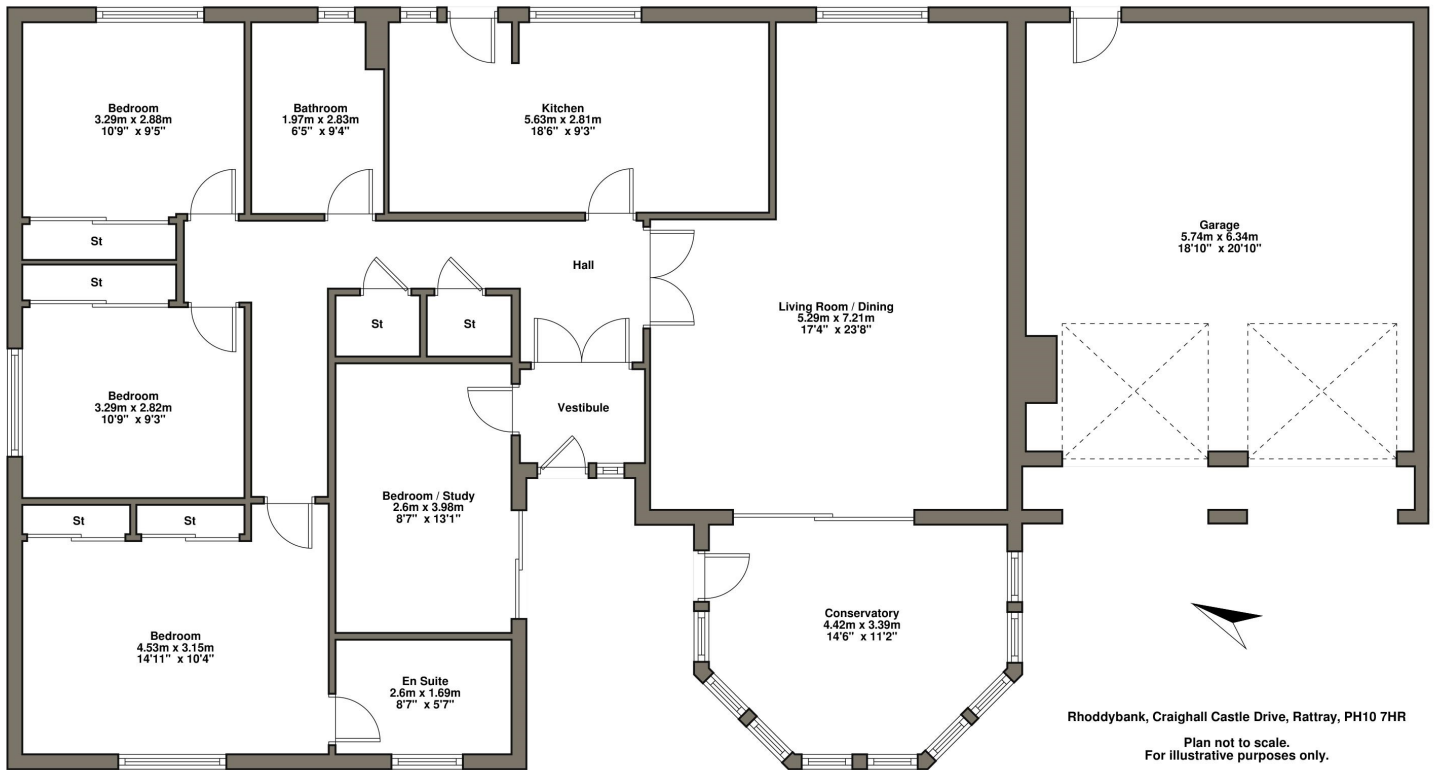 Bedroom
3.29m x 2.88m
10'9" x 9'5"
Bathroom
1.97m x 2.83m
6'5" x 9'4"
Kitchen
5.63m x 2.81m
18'6" x 9'3"
Garage
5.74m x 6.34m
18'10" x 20'10"
St
St
Hall
Living Room / Dining
5.29m x 7.21m
17'4" x 23'8"
St
St
Bedroom
3.29m x 2.82m
10'9" x 9'3"
Vestibule
Bedroom / Study
2.6m x 3.98m
8'7" x 13'1"
St
St
Bedroom
4.53m x 3.15m
14'11" x 10'4"
En Suite
2.6m x 1.69m
8'7" x 5'7"
Conservatory
4.42m x 3.39m
14'6" x 11'2"
Rhoddybank, Craighall Castle Drive, Rattray, PH10 7HR
Plan not to scale.
For illustrative purposes only.